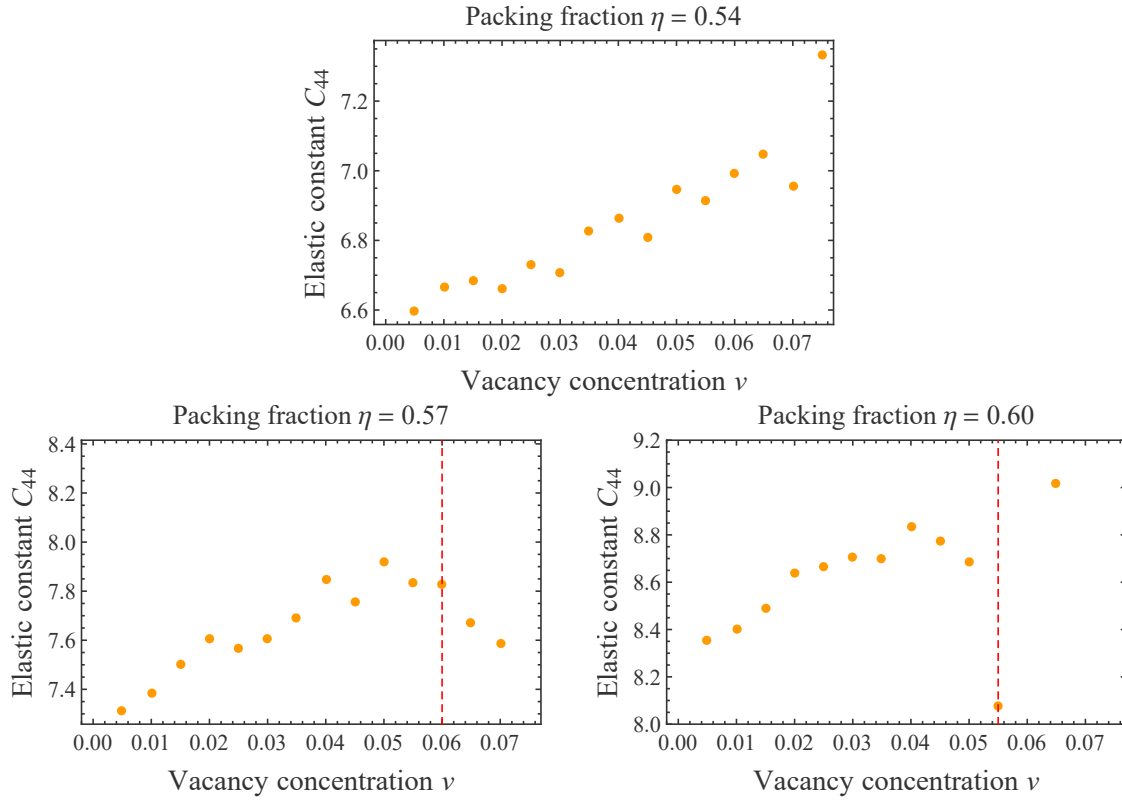 Packing fraction η = 0.54
Elastic constant C44
7.2
7.0
6.8
6.6
0.00 0.01 0.02 0.03 0.04 0.05 0.06 0.07
Vacancy concentration ν
Packing fraction η = 0.57
Elastic constant C44
8.4
8.2
8.0
7.8
7.6
7.4
0.00 0.01 0.02 0.03 0.04 0.05 0.06 0.07
Vacancy concentration ν
Packing fraction η = 0.60
Elastic constant C44
9.2
9.0
8.8
8.6
8.4
8.2
8.0
0.00 0.01 0.02 0.03 0.04 0.05 0.06 0.07
Vacancy concentration ν